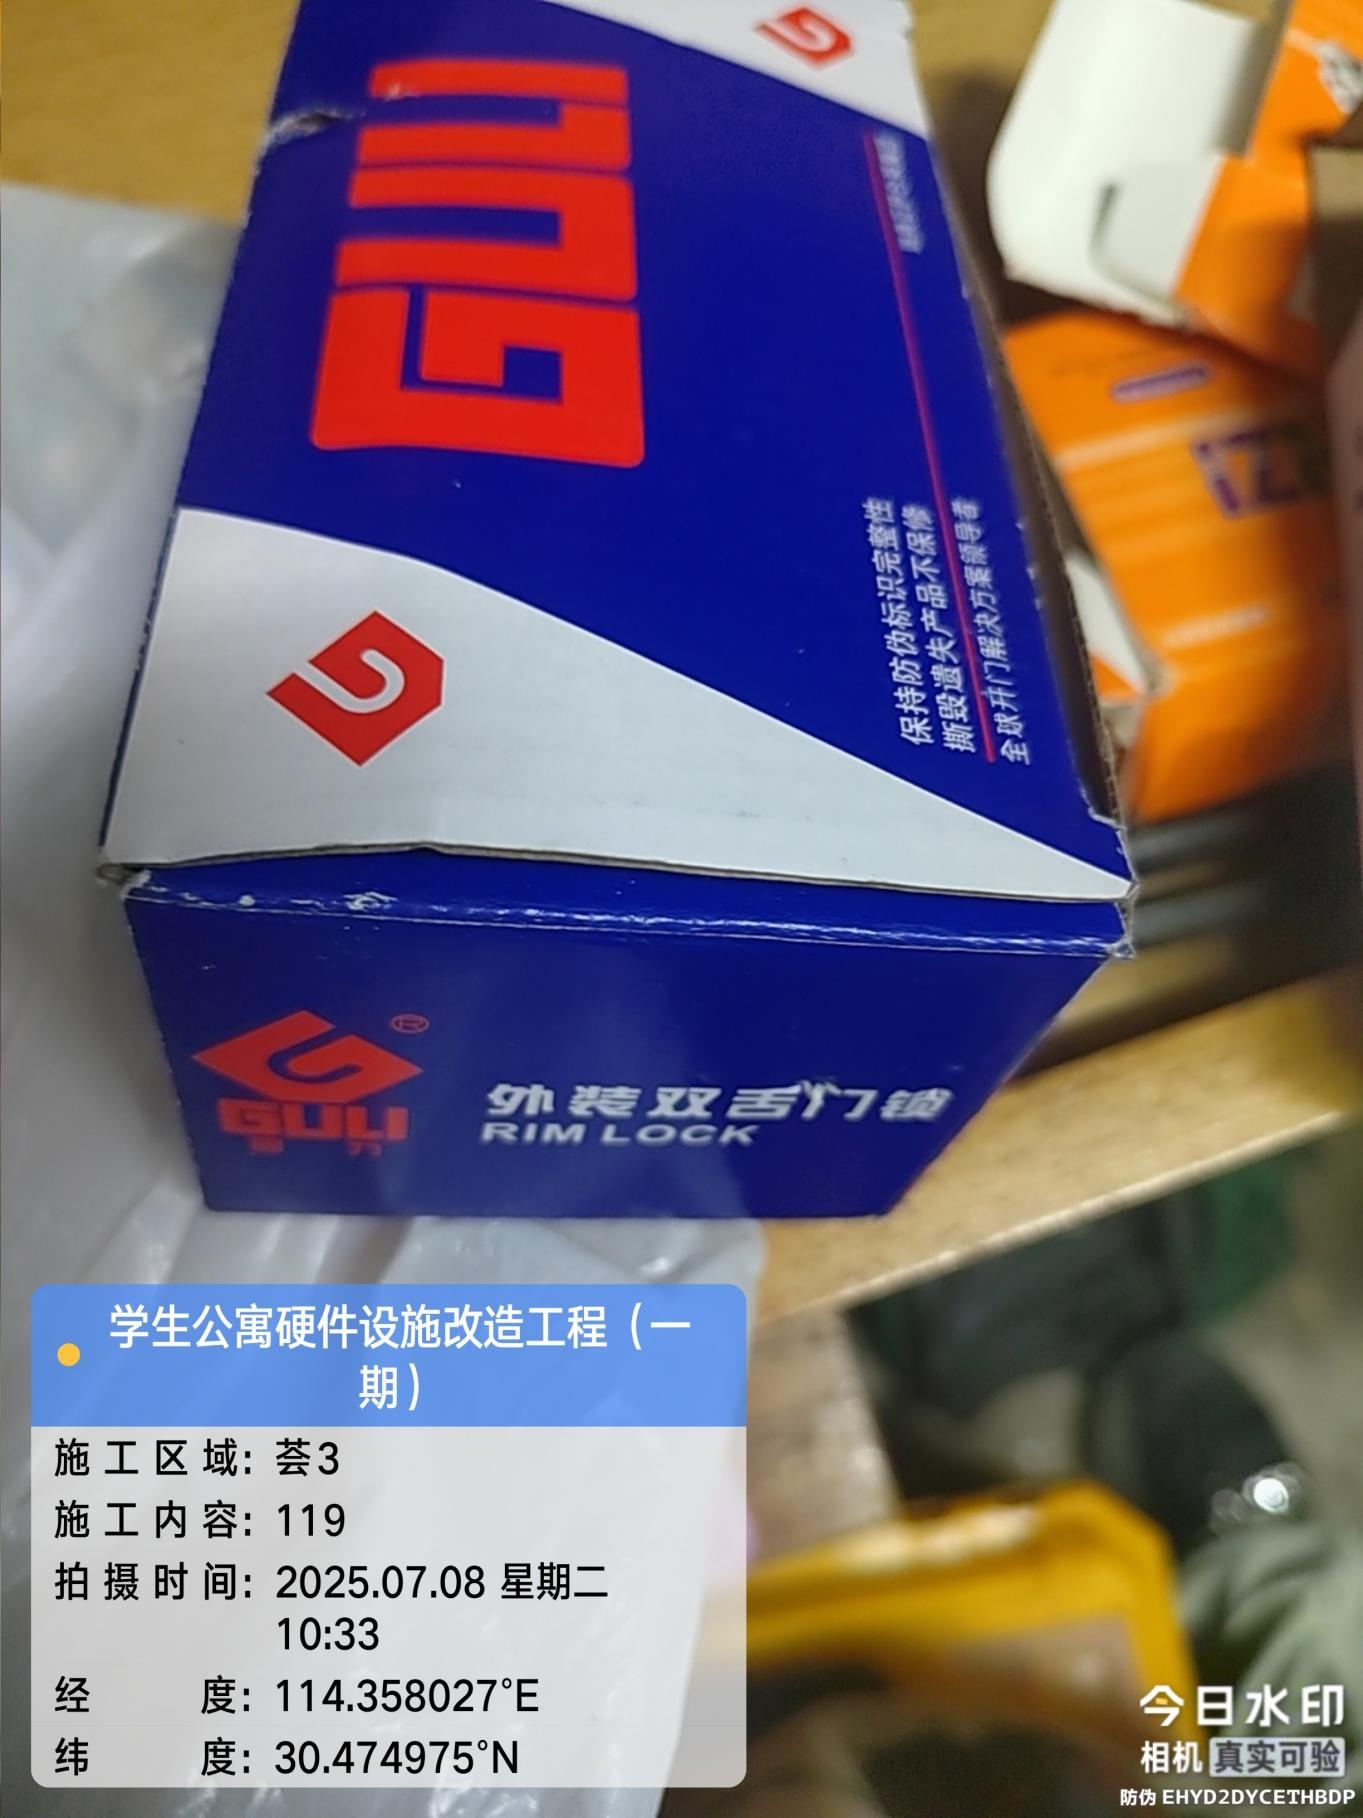 GULI
保持防伪标识完整性
撕毁遗失产品不保修
全球开门解决方案领导者
®
GULI
外装双舌门锁
RIM LOCK
学生公寓硬件设施改造工程（一
期）
施工区域：荟3
施工内容：119
拍摄时间：2025.07.08 星期二
10:33
经度：114.358027°E
纬度：30.474975°N
今日水印
相机 真实可验
防伪 EHYD2DYCETHBDP